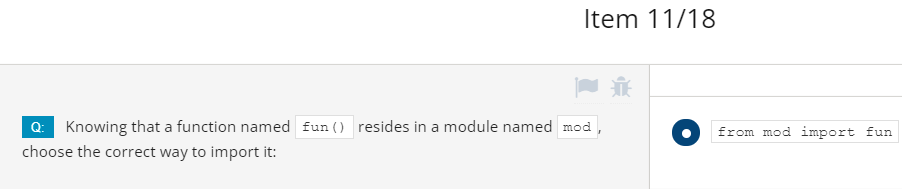 Item 11/18
Q: Knowing that a function named fun() resides in a module named mod ,
choose the correct way to import it:
from mod import fun